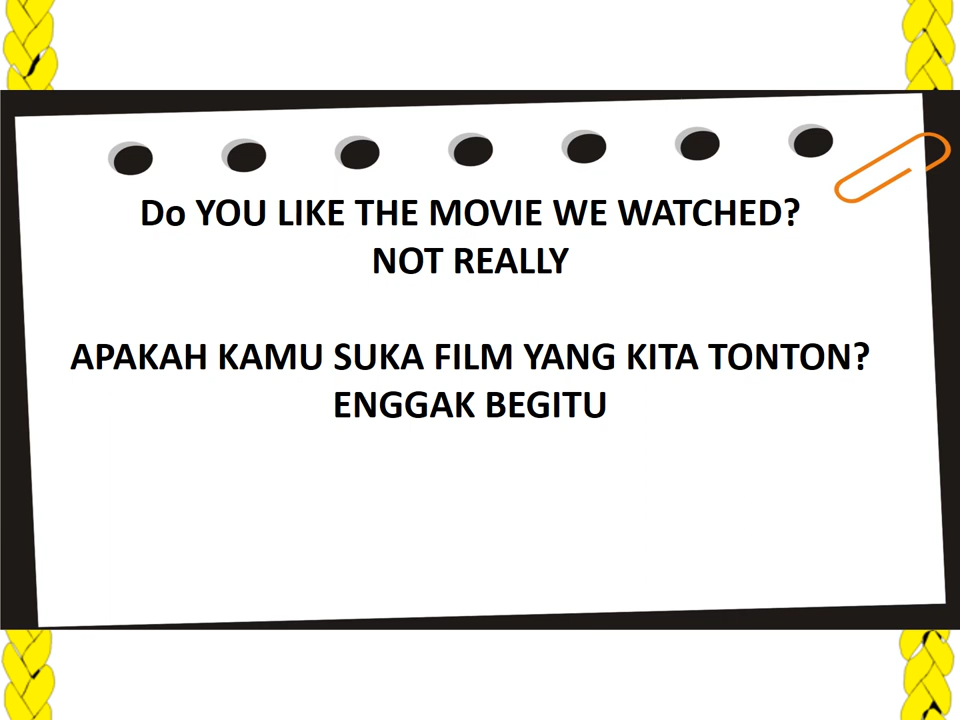 Do YOU LIKE THE MOVIE WE WATCHED?
NOT REALLY
APAKAH KAMU SUKA FILM YANG KITA TONTON?
ENGGAK BEGITU